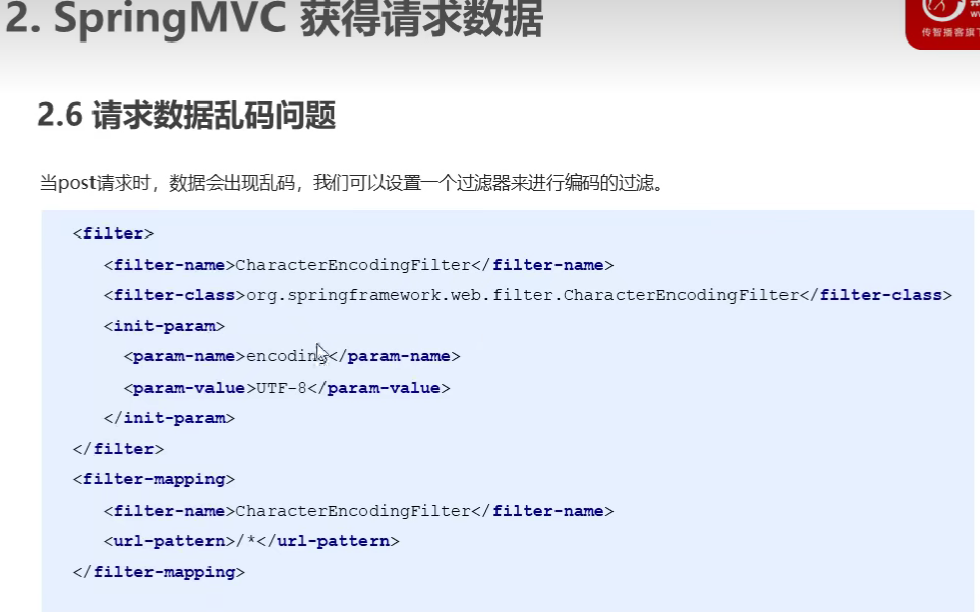 2. SpringMVC 获得请求数据
传智播客旗下
2.6 请求数据乱码问题
当post请求时，数据会出现乱码，我们可以设置一个过滤器来进行编码的过滤。
<filter>
<filter-name>CharacterEncodingFilter</filter-name>
<filter-class>org.springframework.web.filter.CharacterEncodingFilter</filter-class>
<init-param>
<param-name>encoding</param-name>
<param-value>UTF-8</param-value>
</init-param>
</filter>
<filter-mapping>
<filter-name>CharacterEncodingFilter</filter-name>
<url-pattern>/*</url-pattern>
</filter-mapping>